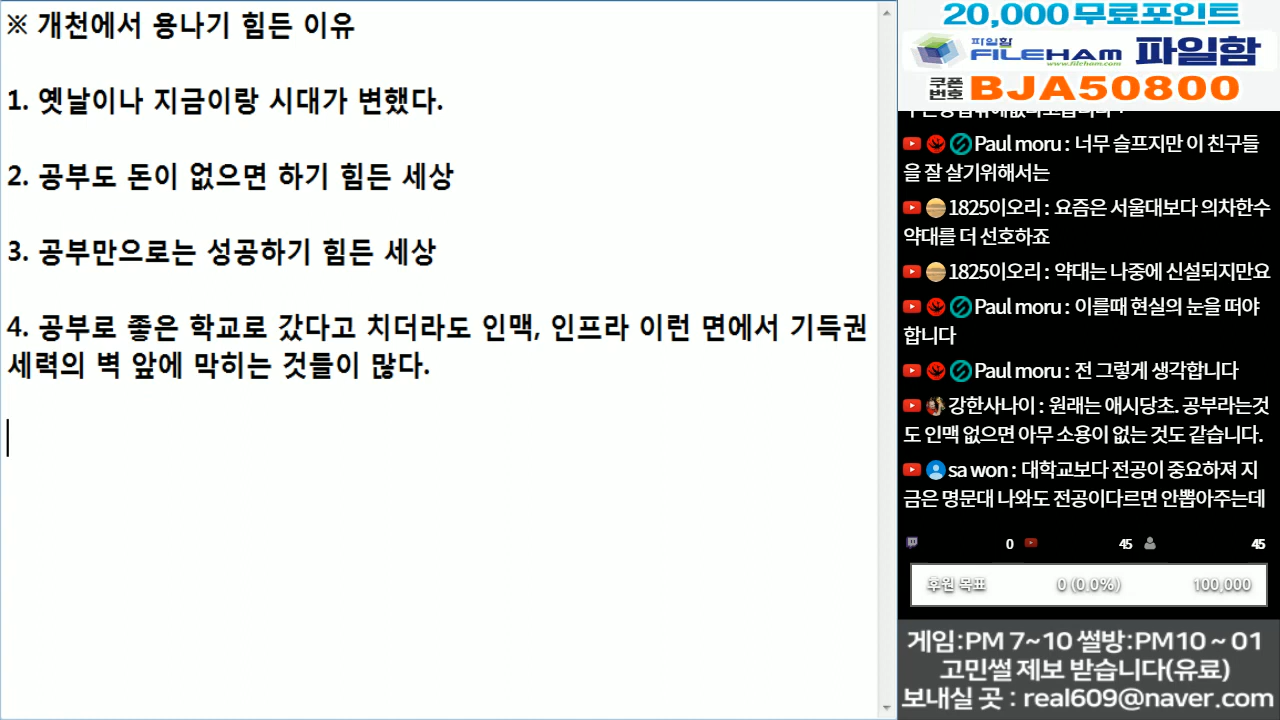 ※ 개천에서 용나기 힘든 이유
1. 옛날이나 지금이랑 시대가 변했다.
2. 공부도 돈이 없으면 하기 힘든 세상
3. 공부만으로는 성공하기 힘든 세상
4. 공부로 좋은 학교로 갔다고 치더라도 인맥, 인프라 이런 면에서 기득권
세력의 벽 앞에 막히는 것들이 많다.
20,000 무료포인트
파일함
FILEHAM
www.fileham.com
파일함
쿠폰
번호
BJA50800
Paul moru : 너무 슬프지만 이 친구들
을 잘 살기위해서는
1825이오리 : 요즘은 서울대보다 의차한수
약대를 더 선호하죠
1825이오리 : 약대는 나중에 신설되지만요
Paul moru : 이를때 현실의 눈을 떠야
합니다
Paul moru : 전 그렇게 생각합니다
강한사나이 : 원래는 애시당초. 공부라는것
도 인맥 없으면 아무 소용이 없는 것도 같습니다.
sa won : 대학교보다 전공이 중요하져 지
금은 명문대 나와도 전공이다르면 안뽑아주는데
0 45 45
후원 목표 0 (0.0%) 100,000
게임:PM 7~10 썰방:PM10 ~ 01
고민썰 제보 받습니다(유료)
보내실 곳 : real609@naver.com